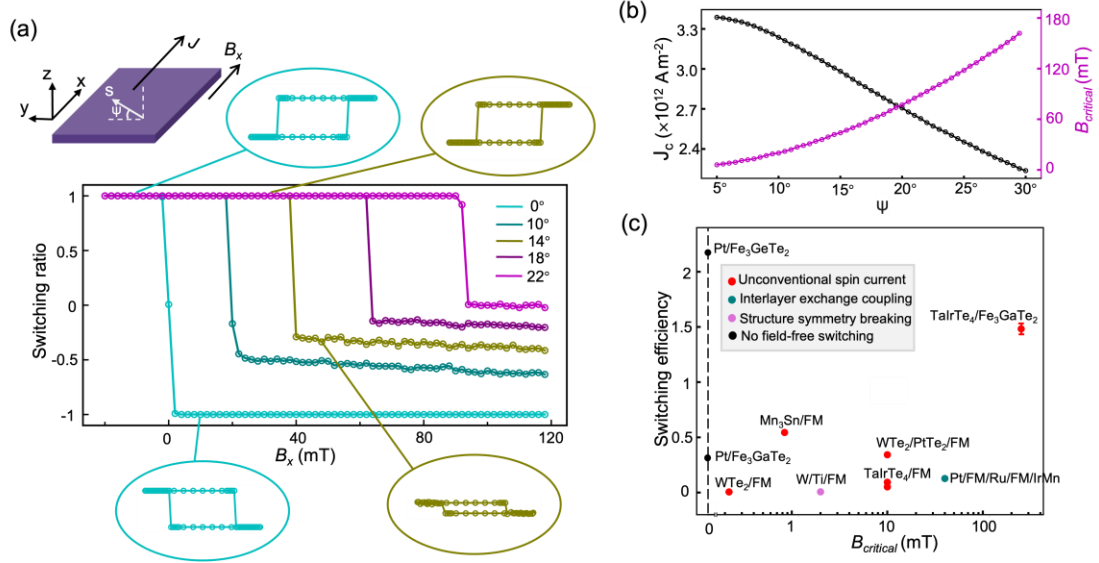 (a)
J
B_x
z
x
y
S
ψ
Switching ratio
1
0.5
0
-0.5
-1
0°
10°
14°
18°
22°
0
40
80
120
B_x (mT)
(b)
J_c (×10^12 A m^-2)
3.3
3.0
2.7
2.4
180
120
60
0
B_critical (mT)
5°
10°
15°
20°
25°
30°
ψ
(c)
Switching efficiency
2
1.5
1
0.5
0
Pt/Fe₃GeTe₂
Unconventional spin current
Interlayer exchange coupling
Structure symmetry breaking
No field-free switching
TaIrTe₄/Fe₃GaTe₂
Mn₃Sn/FM
WTe₂/PtTe₂/FM
Pt/Fe₃GaTe₂
TaIrTe₄/FM
WTe₂/FM
W/Ti/FM
Pt/FM/Ru/FM/IrMn
0
1
10
100
B_critical (mT)